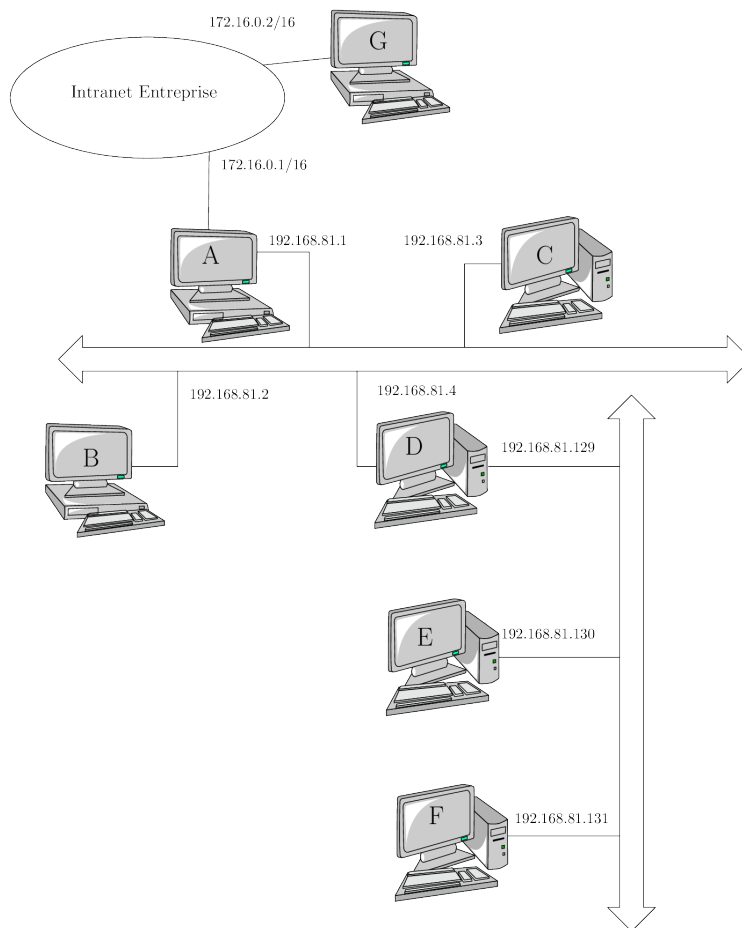 172.16.0.2/16
G
Intranet Entreprise
172.16.0.1/16
A
192.168.81.1
192.168.81.3
C
192.168.81.2
192.168.81.4
B
D
192.168.81.129
E
192.168.81.130
F
192.168.81.131